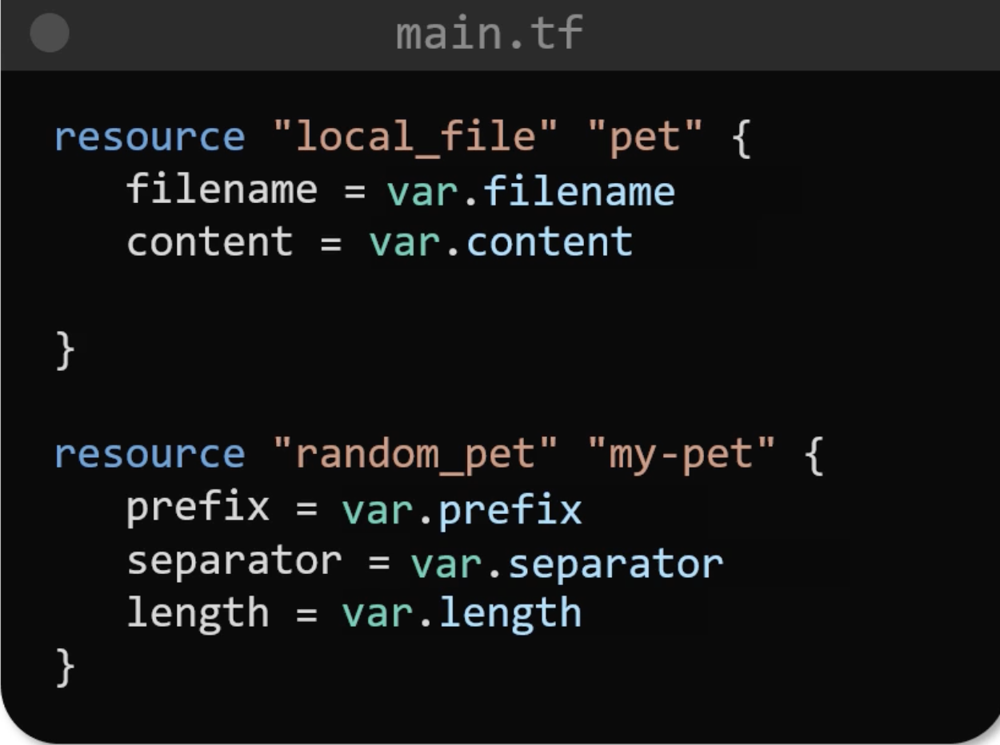 main.tf
resource "local_file" "pet" {
filename = var.filename
content = var.content
}
resource "random_pet" "my-pet" {
prefix = var.prefix
separator = var.separator
length = var.length
}